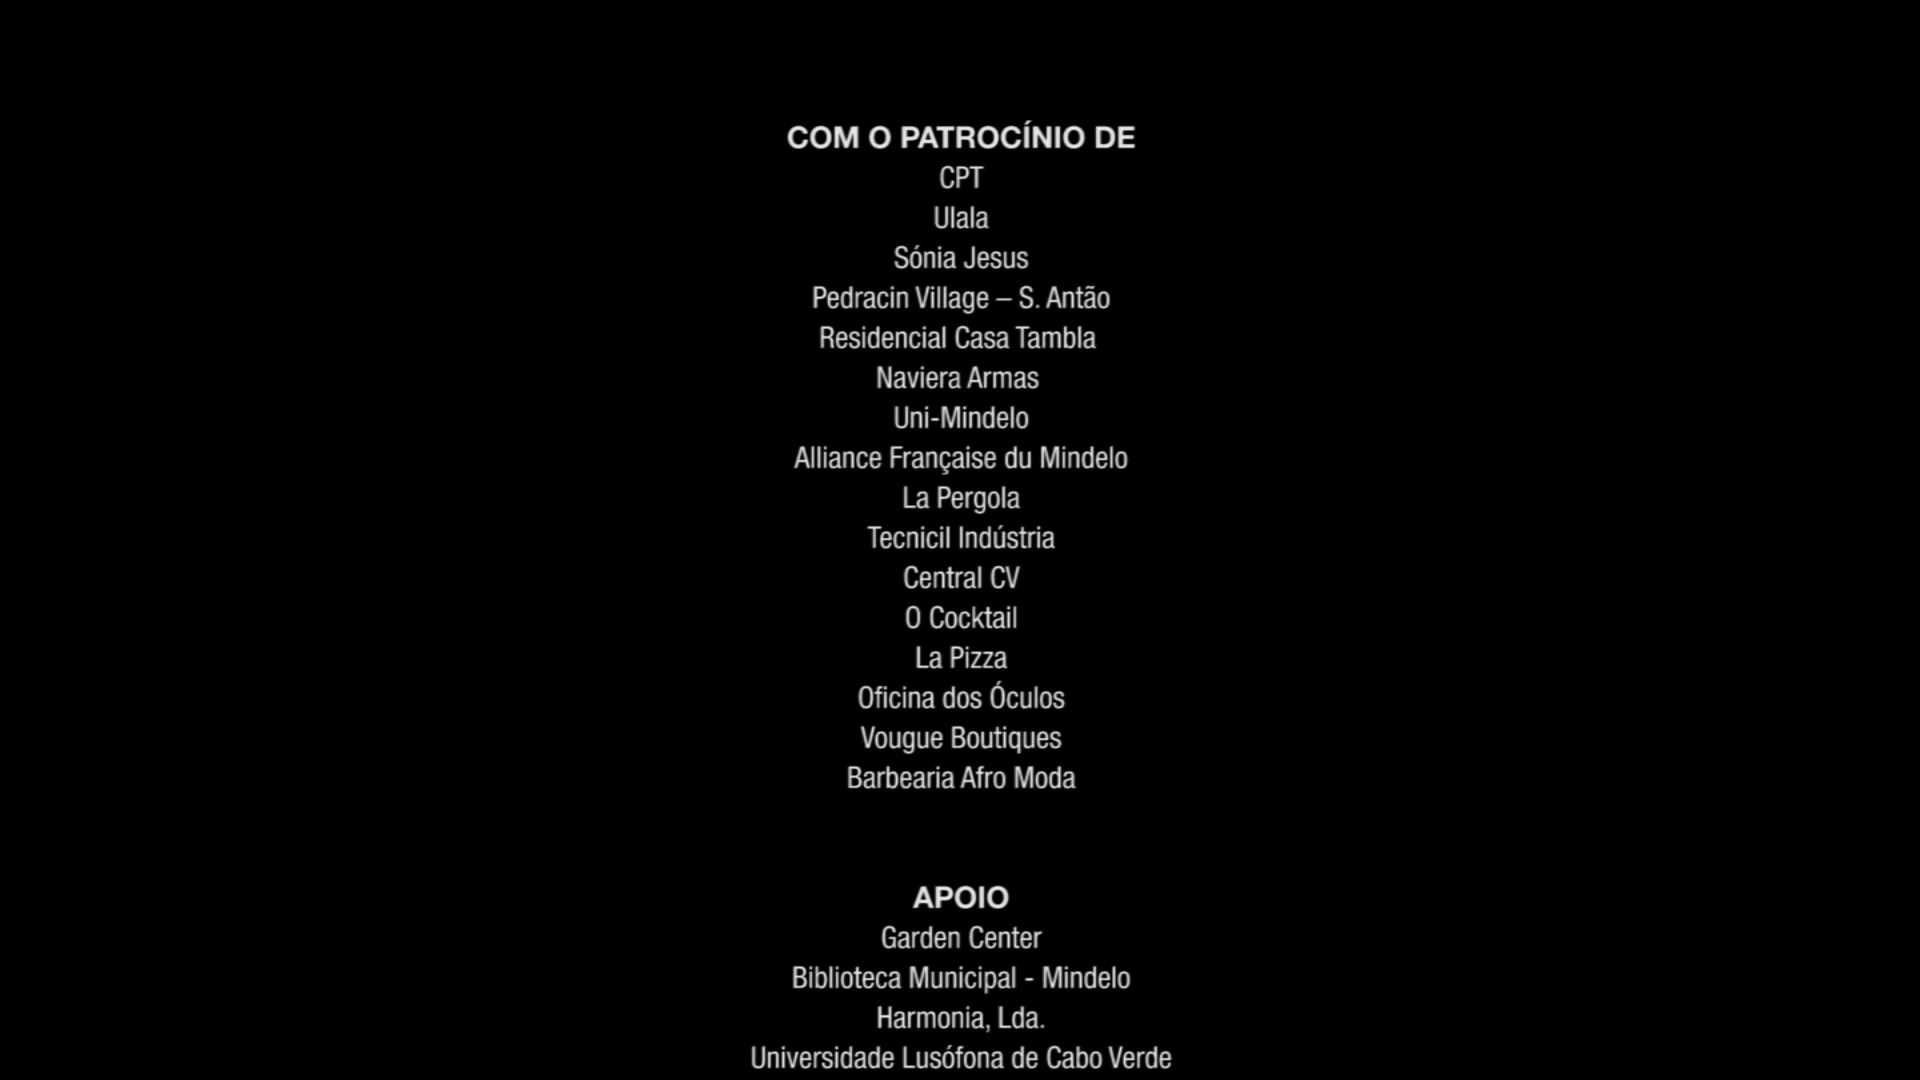 COM O PATROCÍNIO DE
CPT
Ulala
Sónia Jesus
Pedracin Village – S. Antão
Residencial Casa Tambla
Naviera Armas
Uni-Mindelo
Alliance Française du Mindelo
La Pergola
Tecnicil Indústria
Central CV
O Cocktail
La Pizza
Oficina dos Óculos
Vougue Boutiques
Barbearia Afro Moda
APOIO
Garden Center
Biblioteca Municipal - Mindelo
Harmonia, Lda.
Universidade Lusófona de Cabo Verde